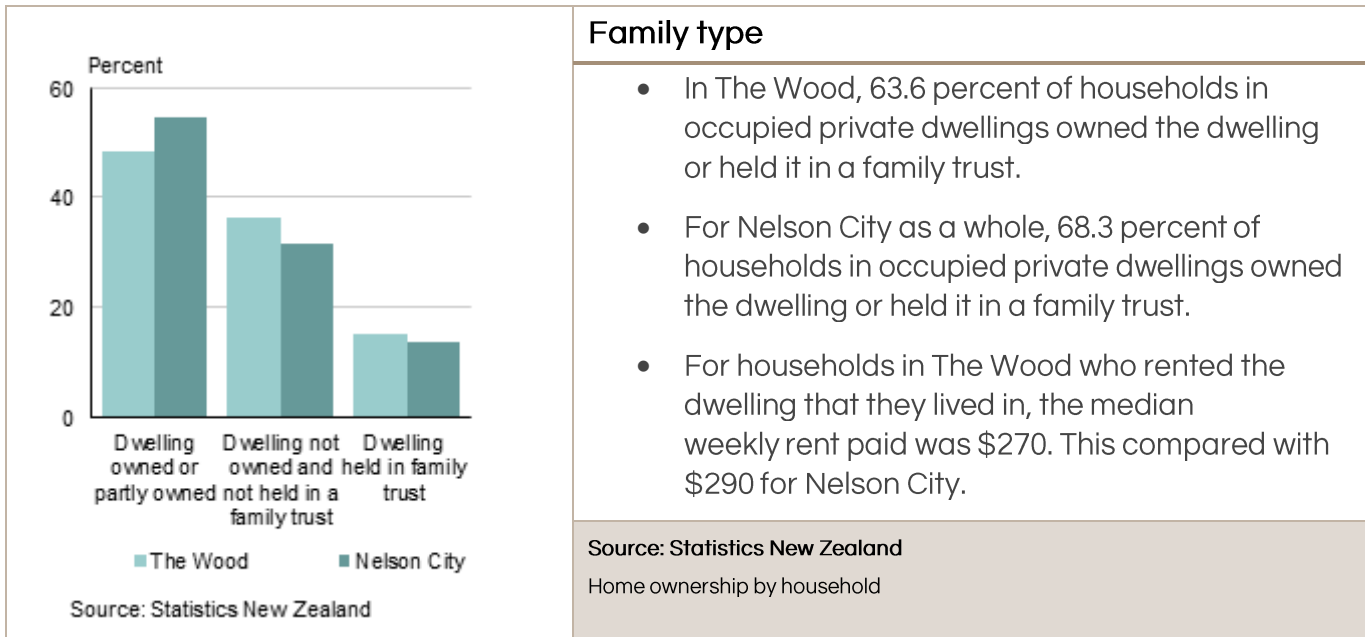 Percent
60
40
20
0
Dwelling owned or partly owned
Dwelling not owned and not held in a family trust
Dwelling held in family trust
The Wood
Nelson City
Source: Statistics New Zealand
Family type
• In The Wood, 63.6 percent of households in
occupied private dwellings owned the dwelling
or held it in a family trust.
• For Nelson City as a whole, 68.3 percent of
households in occupied private dwellings owned
the dwelling or held it in a family trust.
• For households in The Wood who rented the
dwelling that they lived in, the median
weekly rent paid was $270. This compared with
$290 for Nelson City.
Source: Statistics New Zealand
Home ownership by household